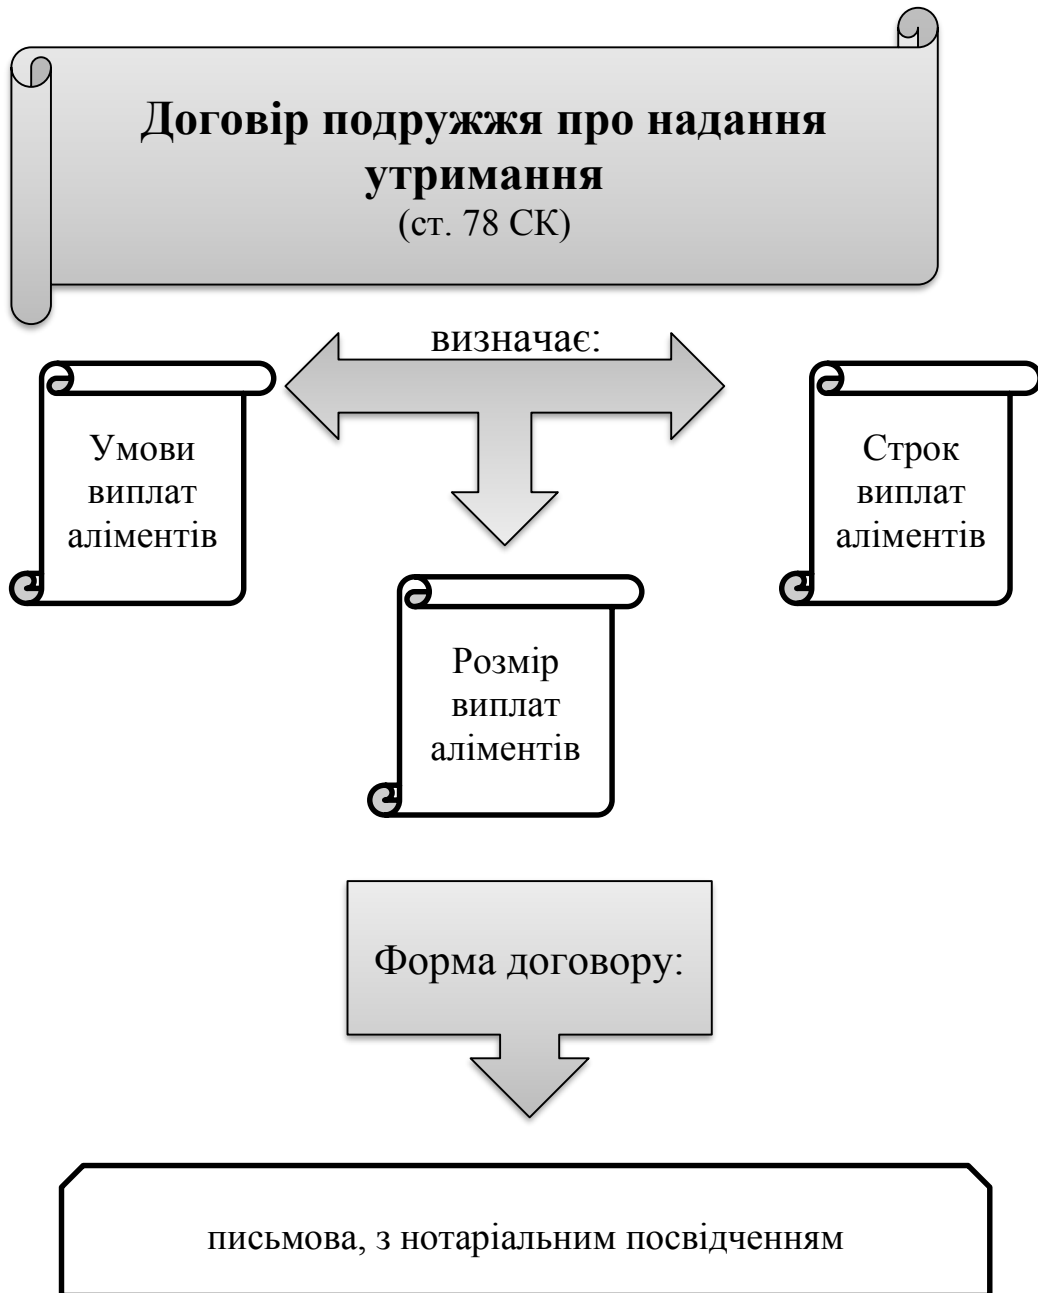 Договір подружжя про надання
утримання
(ст. 78 СК)
визначає:
Умови
виплат
аліментів
Строк
виплат
аліментів
Розмір
виплат
аліментів
Форма договору:
письмова, з нотаріальним посвідченням